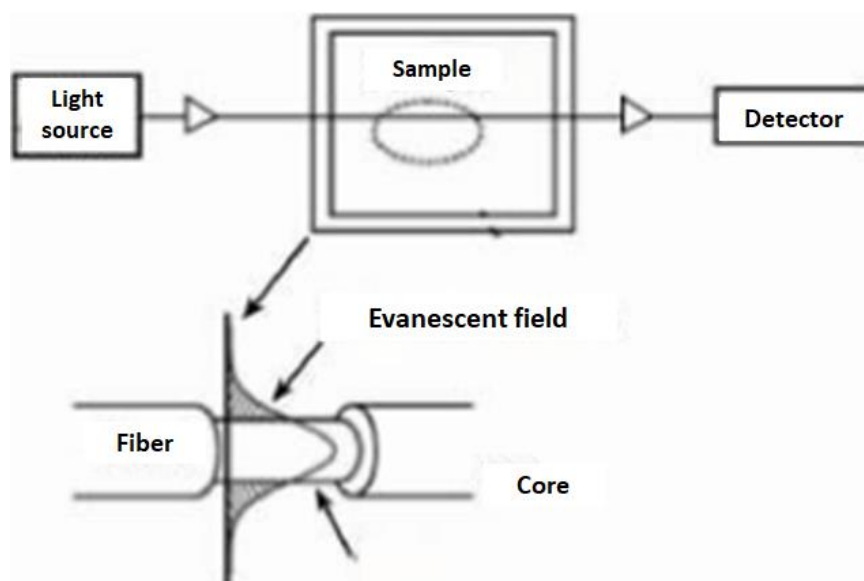 Light
source
Sample
Detector
Evanescent field
Fiber
Core